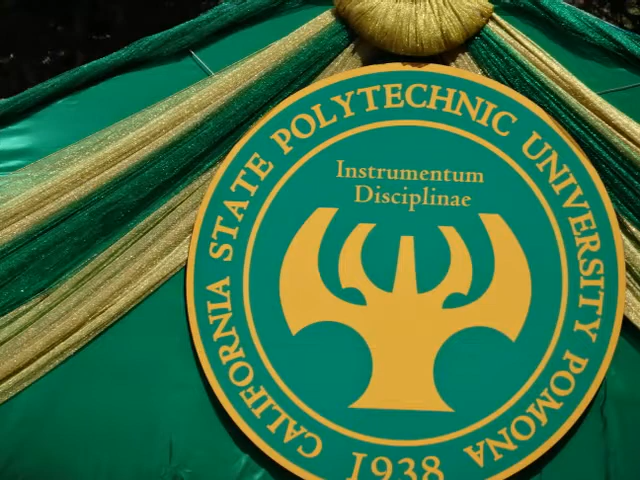 CALIFORNIA STATE POLYTECHNIC UNIVERSITY POMONA
Instrumentum
Disciplinae
1938